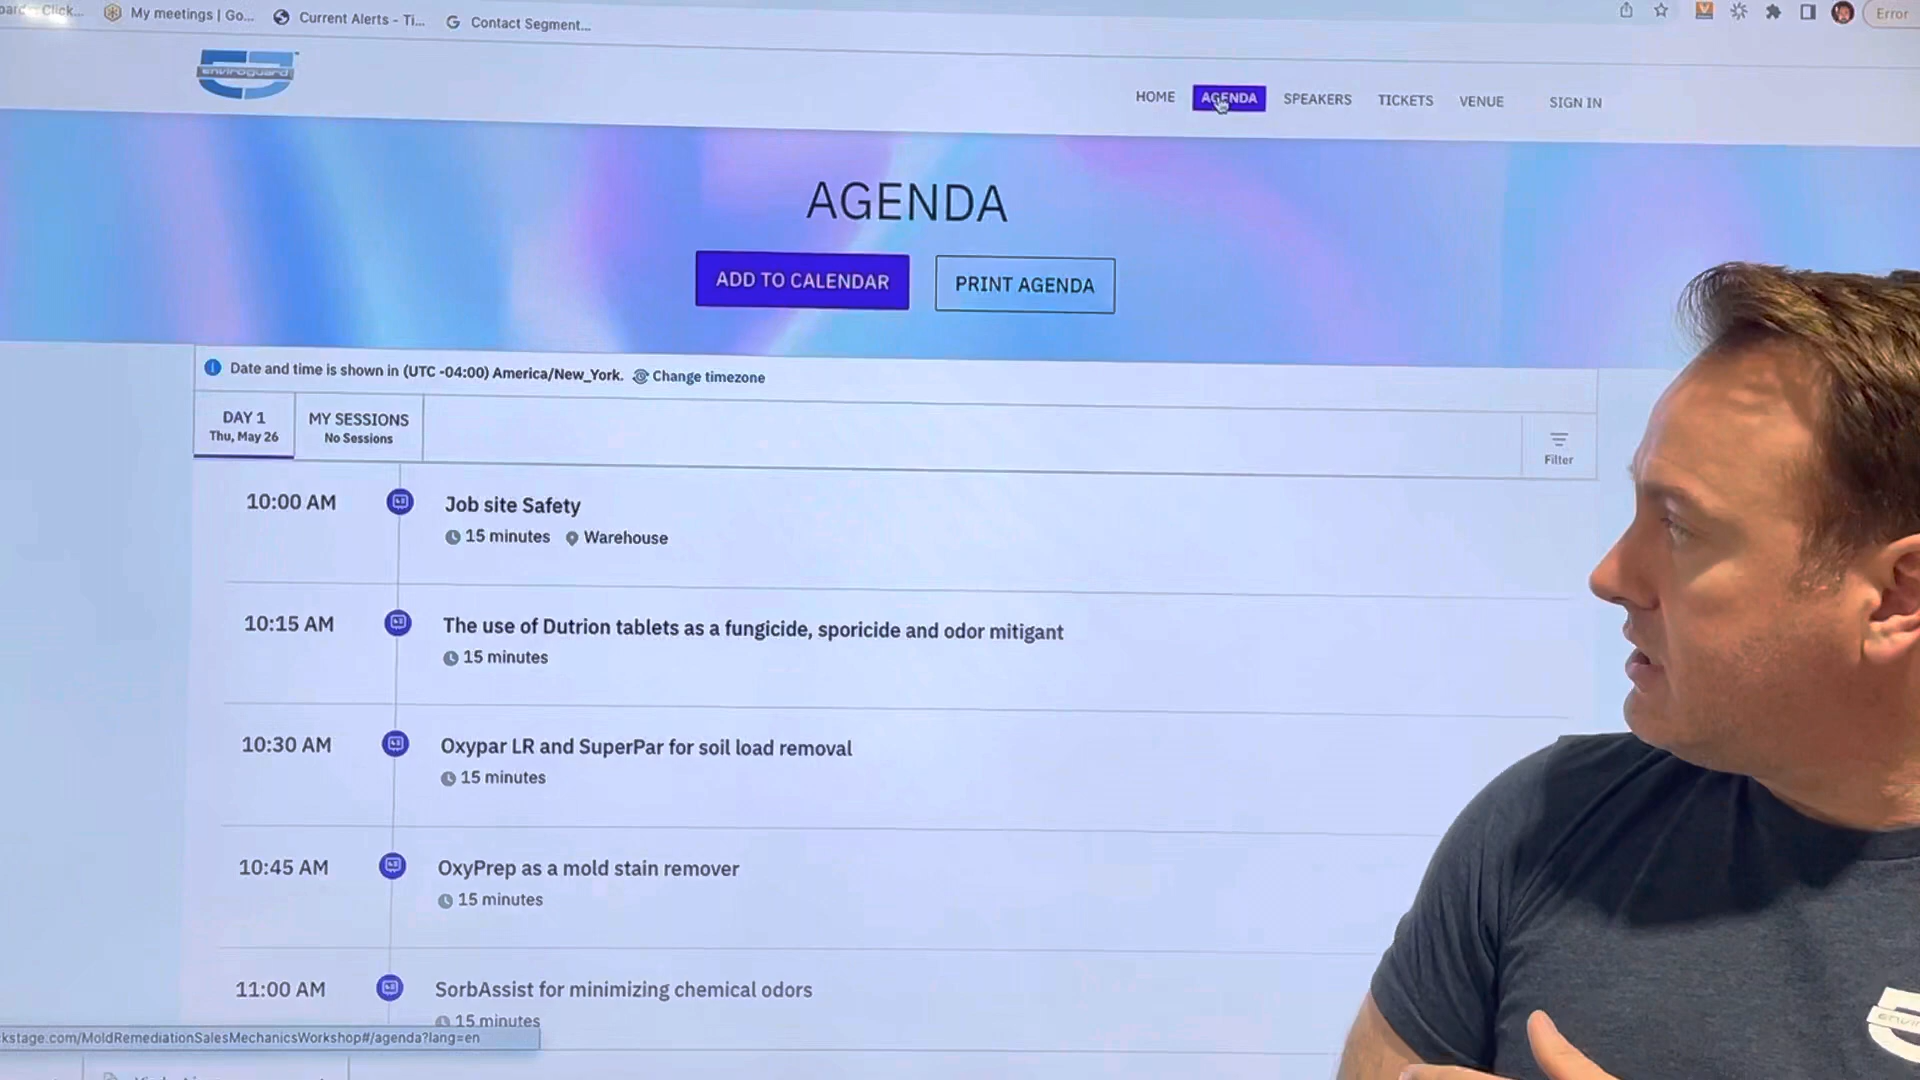 Click...
My meetings | Go...
Current Alerts - Ti...
Contact Segment...
Error
enviroguard
HOME
AGENDA
SPEAKERS
TICKETS
VENUE
SIGN IN
AGENDA
ADD TO CALENDAR
PRINT AGENDA
Date and time is shown in (UTC -04:00) America/New_York. Change timezone
DAY 1
Thu, May 26
MY SESSIONS
No Sessions
Filter
10:00 AM
Job site Safety
15 minutes
Warehouse
10:15 AM
The use of Dutrion tablets as a fungicide, sporicide and odor mitigant
15 minutes
10:30 AM
Oxypar LR and SuperPar for soil load removal
15 minutes
10:45 AM
OxyPrep as a mold stain remover
15 minutes
11:00 AM
SorbAssist for minimizing chemical odors
15 minutes
kstage.com/MoldRemediationSalesMechanicsWorkshop#/agenda?lang=en